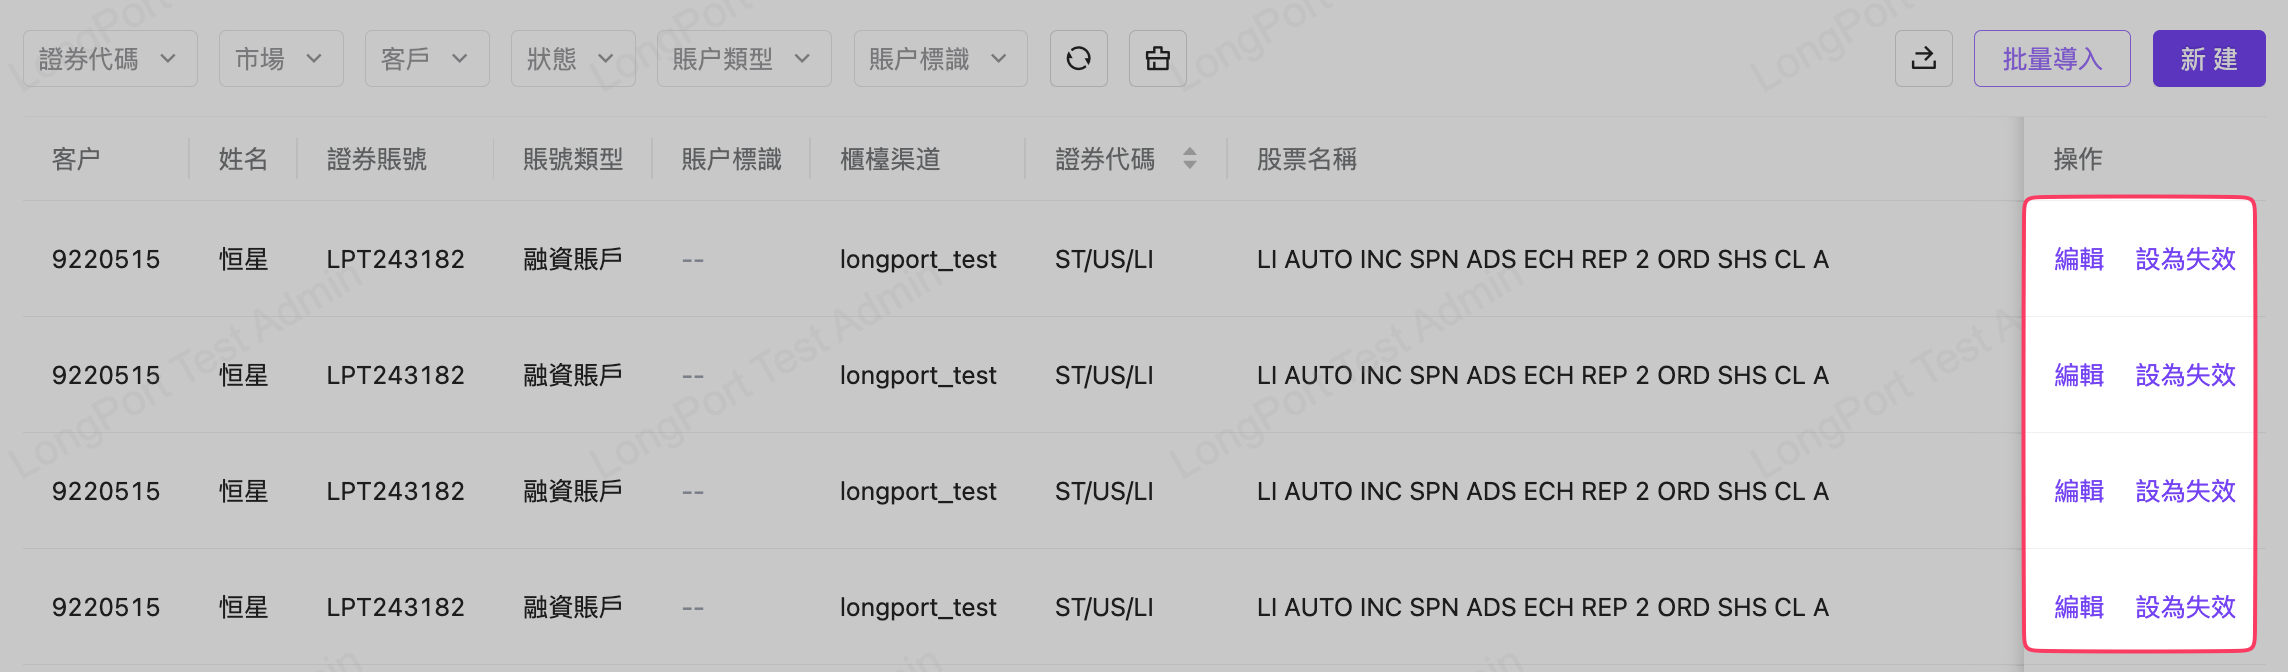 證券代碼 市場 客戶 狀態 賬户類型 賬户標識 批量導入 新 建
客户 姓名 證券賬號 賬號類型 賬户標識 櫃檯渠道 證券代碼 股票名稱 操作
9220515 恒星 LPT243182 融資賬戶 -- longport_test ST/US/LI LI AUTO INC SPN ADS ECH REP 2 ORD SHS CL A 編輯 設為失效
9220515 恒星 LPT243182 融資賬戶 -- longport_test ST/US/LI LI AUTO INC SPN ADS ECH REP 2 ORD SHS CL A 編輯 設為失效
9220515 恒星 LPT243182 融資賬戶 -- longport_test ST/US/LI LI AUTO INC SPN ADS ECH REP 2 ORD SHS CL A 編輯 設為失效
9220515 恒星 LPT243182 融資賬戶 -- longport_test ST/US/LI LI AUTO INC SPN ADS ECH REP 2 ORD SHS CL A 編輯 設為失效
LongPort Test Admin
LongPort Test Admin
LongPort Test Admin
LongPort Test A